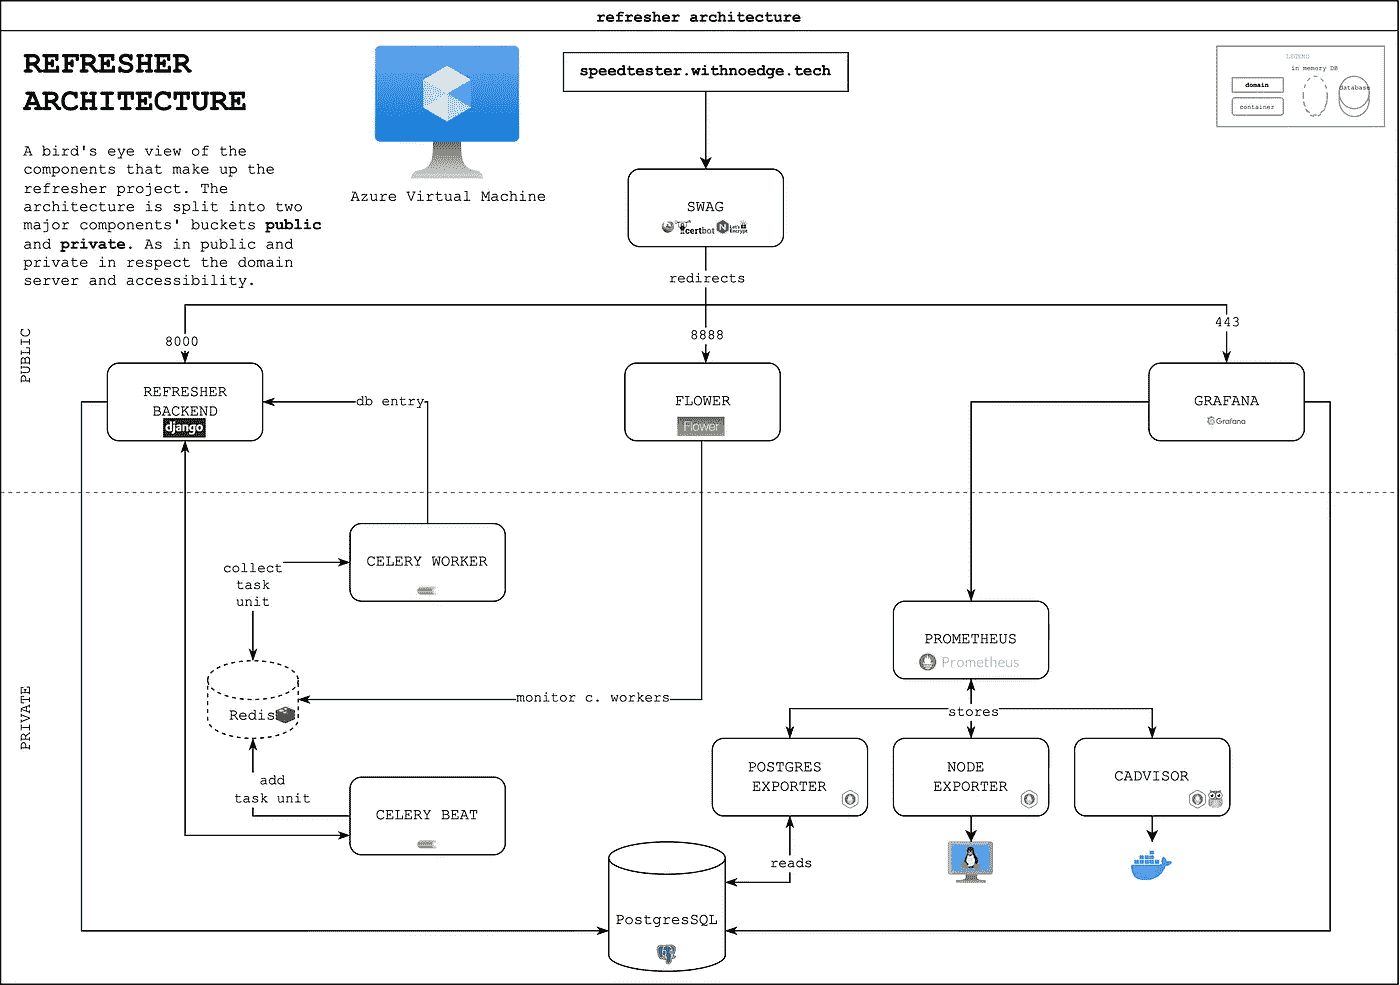 refresher architecture
REFRESHER
ARCHITECTURE
A bird's eye view of the
components that make up the
refresher project. The
architecture is split into two
major components' buckets public
and private. As in public and
private in respect the domain
server and accessibility.
Azure Virtual Machine
speedtester.withnoedge.tech
LEGEND
in memory DB
domain
container
Database
SWAG
certbot
Let's
Encrypt
redirects
8000
8888
443
PUBLIC
REFRESHER
BACKEND
django
db entry
FLOWER
Flower
GRAFANA
Grafana
CELERY WORKER
collect
task
unit
PROMETHEUS
Prometheus
PRIVATE
Redis
monitor c. workers
stores
add
task unit
CELERY BEAT
POSTGRES
EXPORTER
NODE
EXPORTER
CADVISOR
reads
PostgresSQL